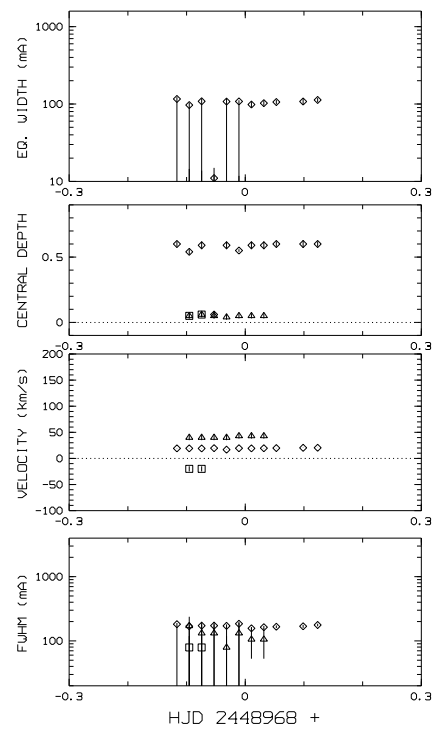 1000
100
10
EQ. WIDTH (mA)
-0.3 0 0.3
0.5
0
CENTRAL DEPTH
-0.3 0 0.3
200
150
100
50
0
-50
-100
VELOCITY (km/s)
-0.3 0 0.3
1000
100
FWHM (mA)
-0.3 0 0.3
HJD 2448968 +